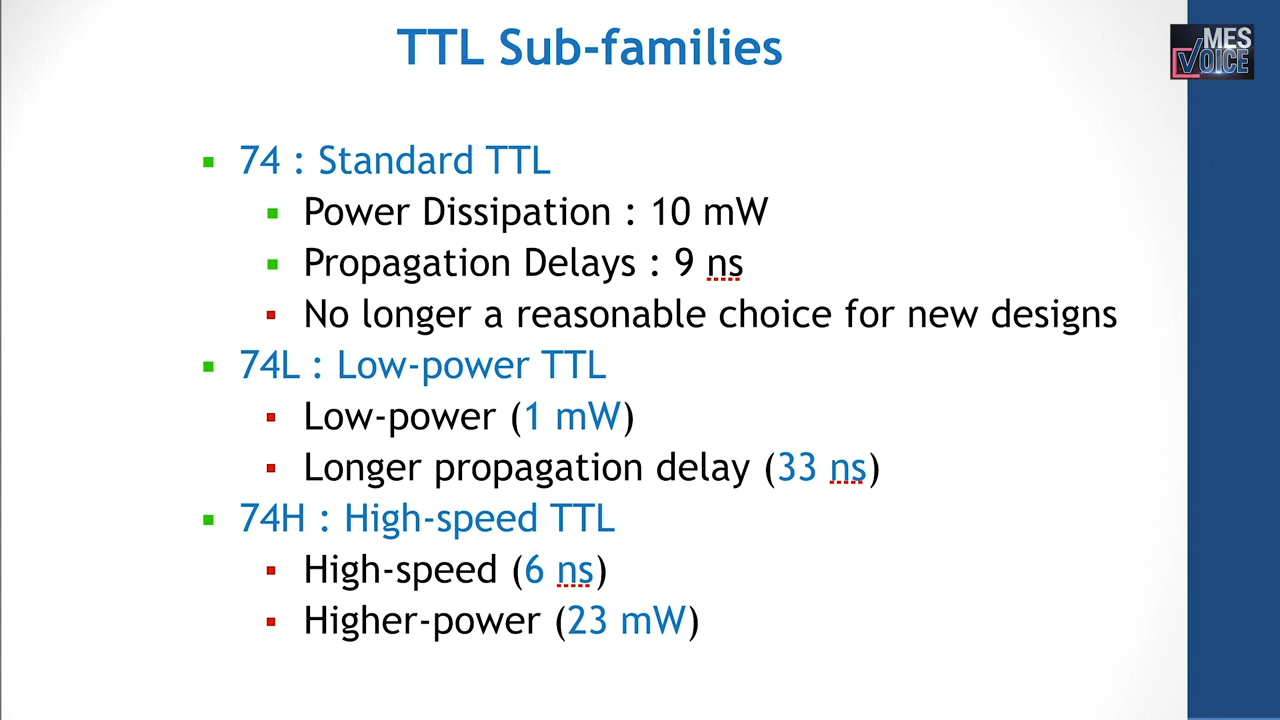 TTL Sub-families
MES
VOICE
74 : Standard TTL
Power Dissipation : 10 mW
Propagation Delays : 9 ns
No longer a reasonable choice for new designs
74L : Low-power TTL
Low-power (1 mW)
Longer propagation delay (33 ns)
74H : High-speed TTL
High-speed (6 ns)
Higher-power (23 mW)